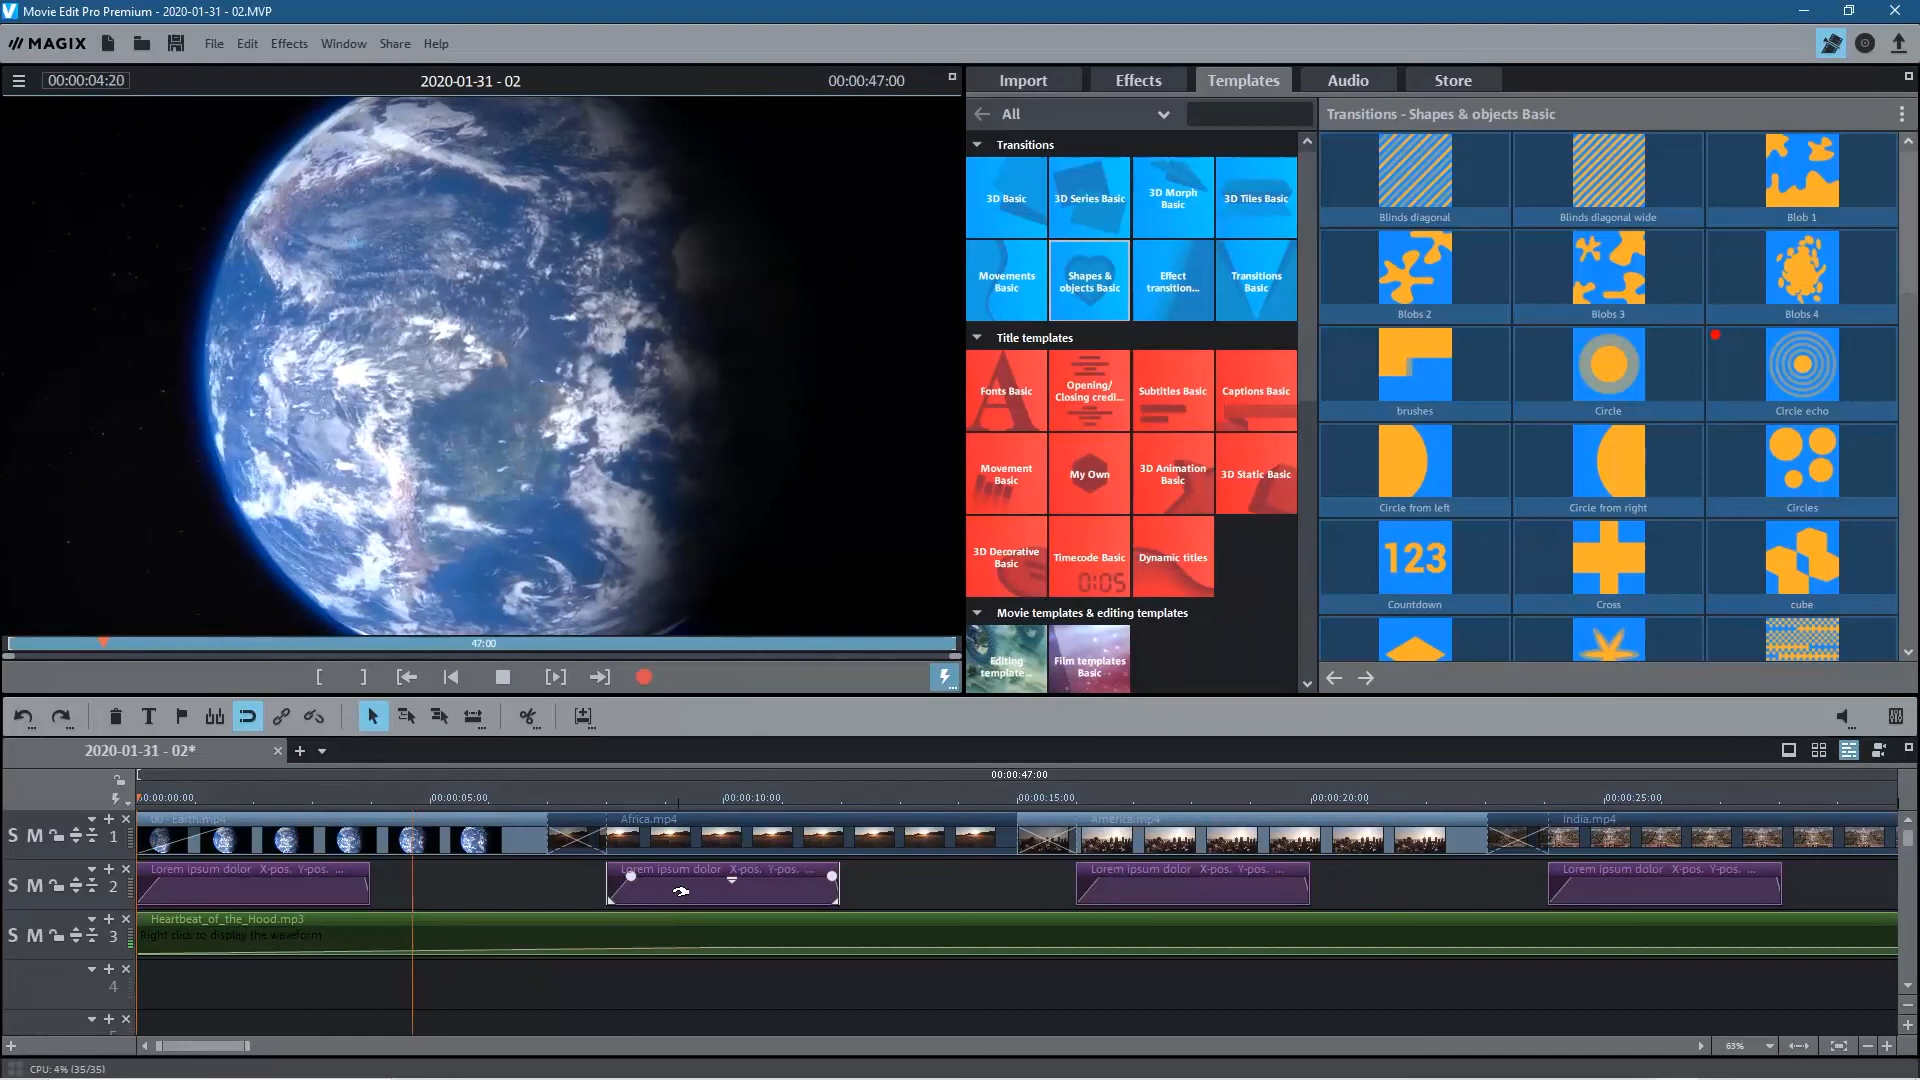 Movie Edit Pro Premium - 2020-01-31 - 02.MVP
MAGIX File Edit Effects Window Share Help
00:00:04:20 2020-01-31 - 02 00:00:47:00
Import Effects Templates Audio Store
All
Transitions - Shapes & objects Basic
Transitions
3D Basic 3D Series Basic 3D Morph Basic 3D Tiles Basic
Movements Basic Shapes & objects Basic Effect transition... Transitions Basic
Title templates
Fonts Basic Opening/ Closing credi... Subtitles Basic Captions Basic
Movement Basic My Own 3D Animation Basic 3D Static Basic
3D Decorative Basic Timecode Basic Dynamic titles
0:05
Movie templates & editing templates
Editing template... Film templates Basic
Blinds diagonal Blinds diagonal wide Blob 1
Blobs 2 Blobs 3 Blobs 4
brushes Circle Circle echo
Circle from left Circle from right Circles
123
Countdown Cross cube
47:00
2020-01-31 - 02*
00:00:47:00
00:00:00:00 00:00:05:00 00:00:10:00 00:00:15:00 00:00:20:00 00:00:25:00
S M 1
00 - Earth.mp4 Africa.mp4 America.mp4 India.mp4
S M 2
Lorem ipsum dolor X-pos. Y-pos. ...
Lorem ipsum dolor X-pos. Y-pos. ...
Lorem ipsum dolor X-pos. Y-pos. ...
Lorem ipsum dolor X-pos. Y-pos. ...
S M 3
Heartbeat_of_the_Hood.mp3
Right click to display the waveform
4
63%
CPU: 4% (35/35)